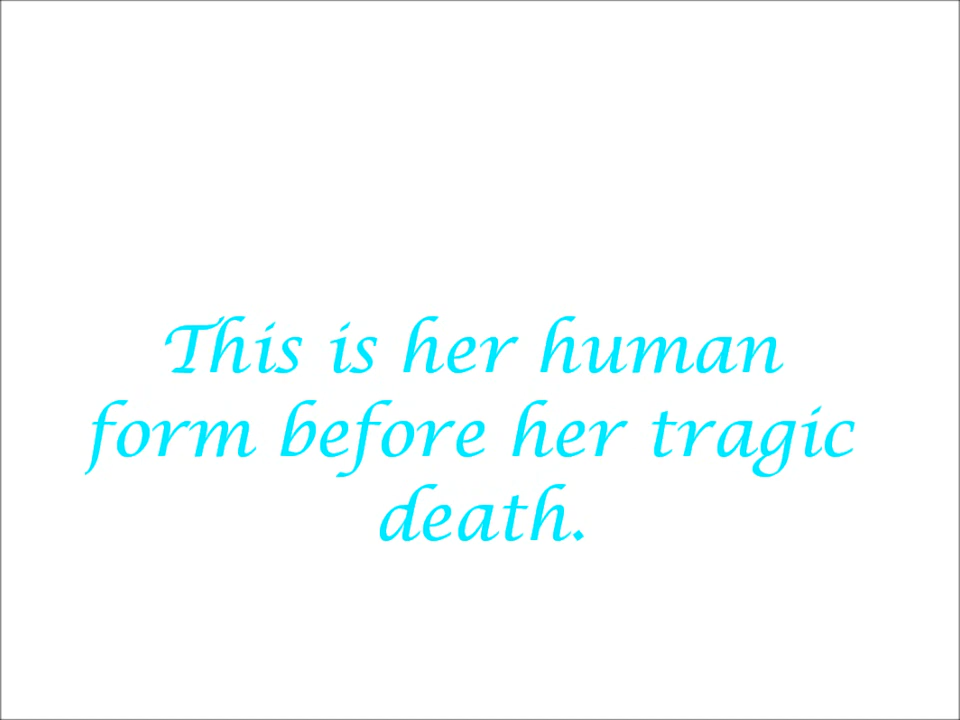 This is her human
form before her tragic
death.